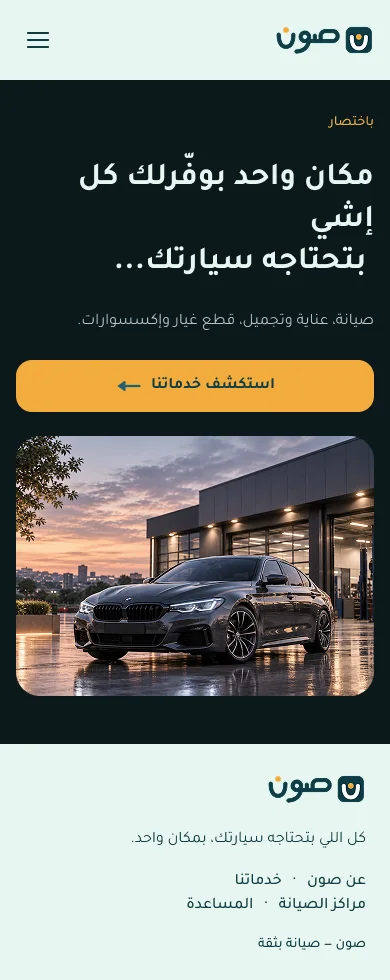 صون
باختصار
مكان واحد بوفّرلك كل
إشي
بتحتاجه سيارتك...
صيانة، عناية وتجميل، قطع غيار وإكسسوارات.
استكشف خدماتنا
صون
كل اللي بتحتاجه سيارتك، بمكان واحد.
عن صون · خدماتنا
مراكز الصيانة · المساعدة
صون – صيانة بثقة